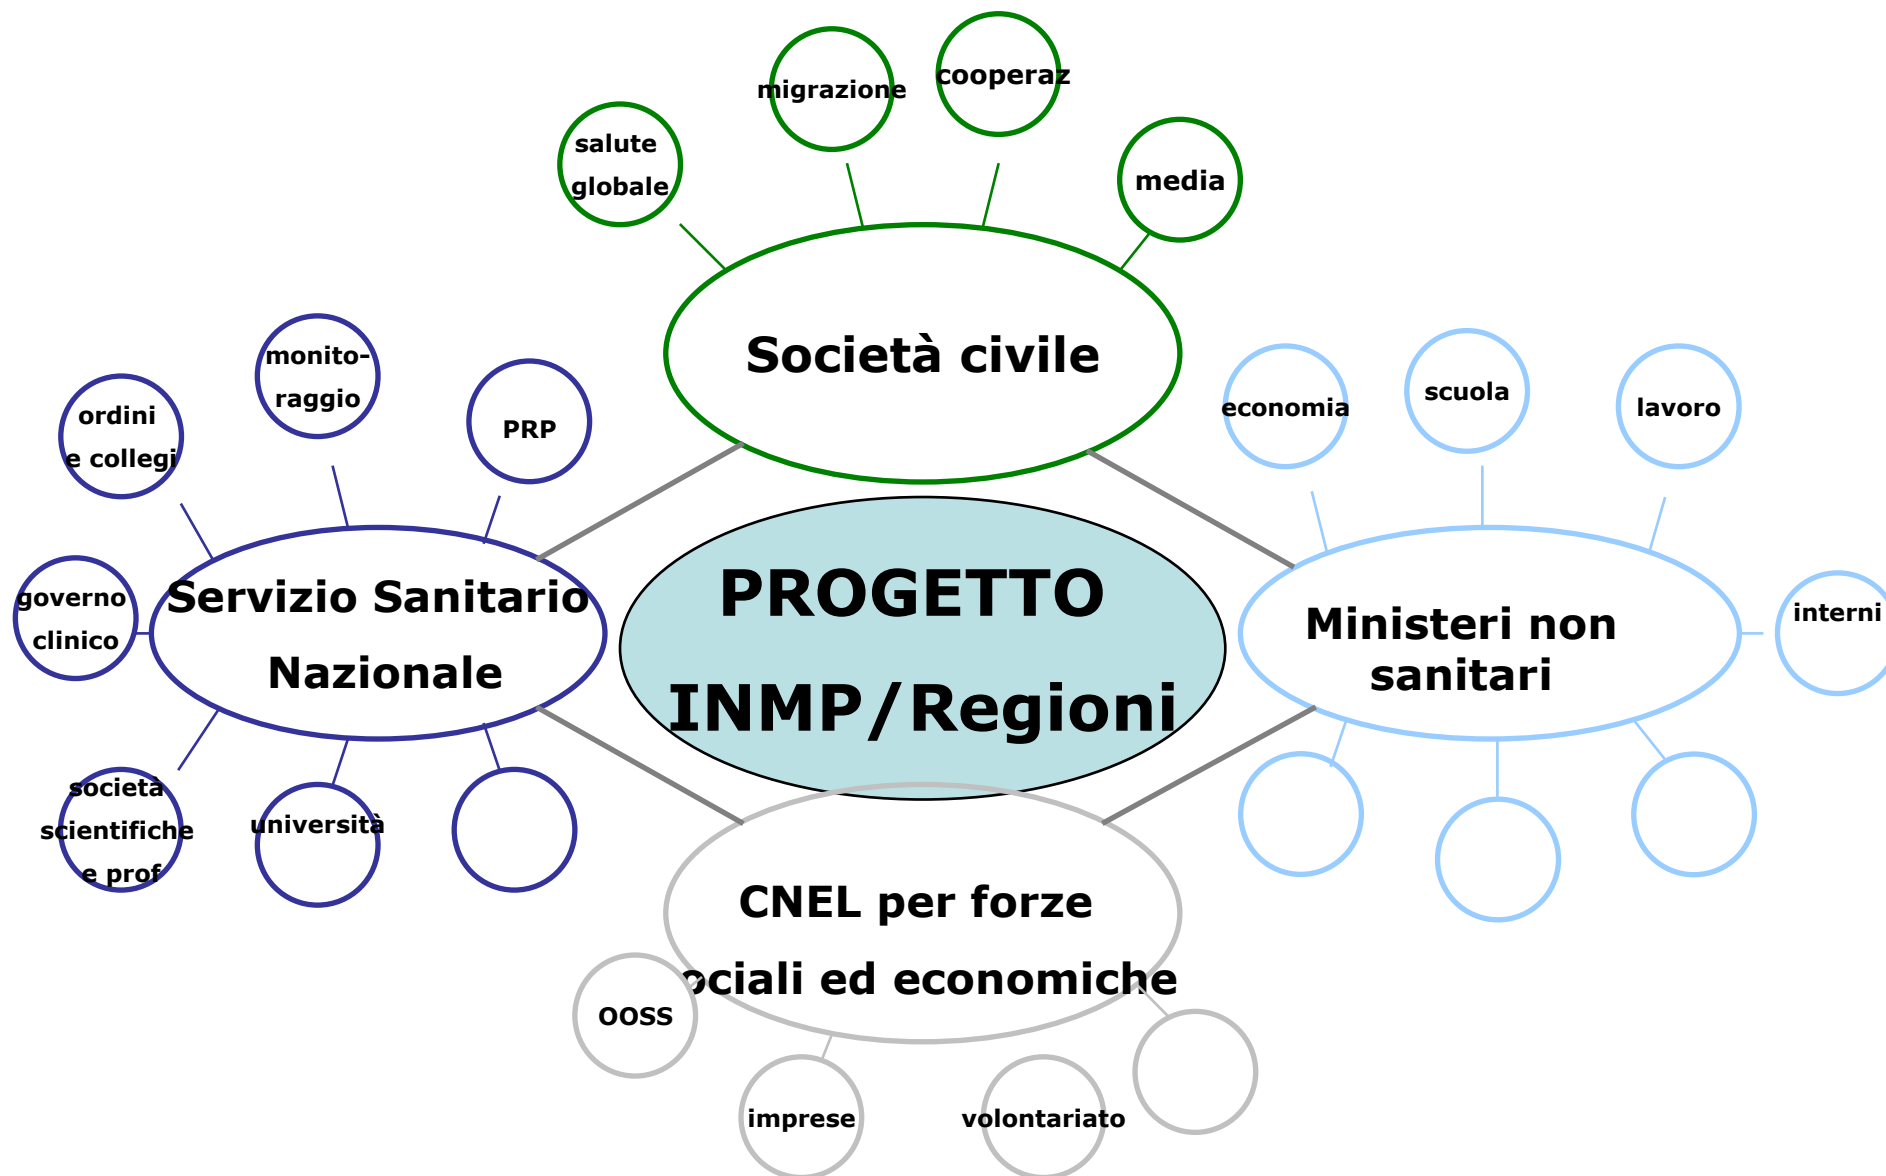 cooperaz
migrazione
salute
globale
media
Società civile
monito-
raggio
ordini
e collegi
PRP
economia
scuola
lavoro
governo
clinico
Servizio Sanitario
Nazionale
PROGETTO
INMP/Regioni
Ministeri non
sanitari
interni
società
scientifiche
e prof
università
CNEL per forze
ociali ed economiche
OOSS
imprese
volontariato